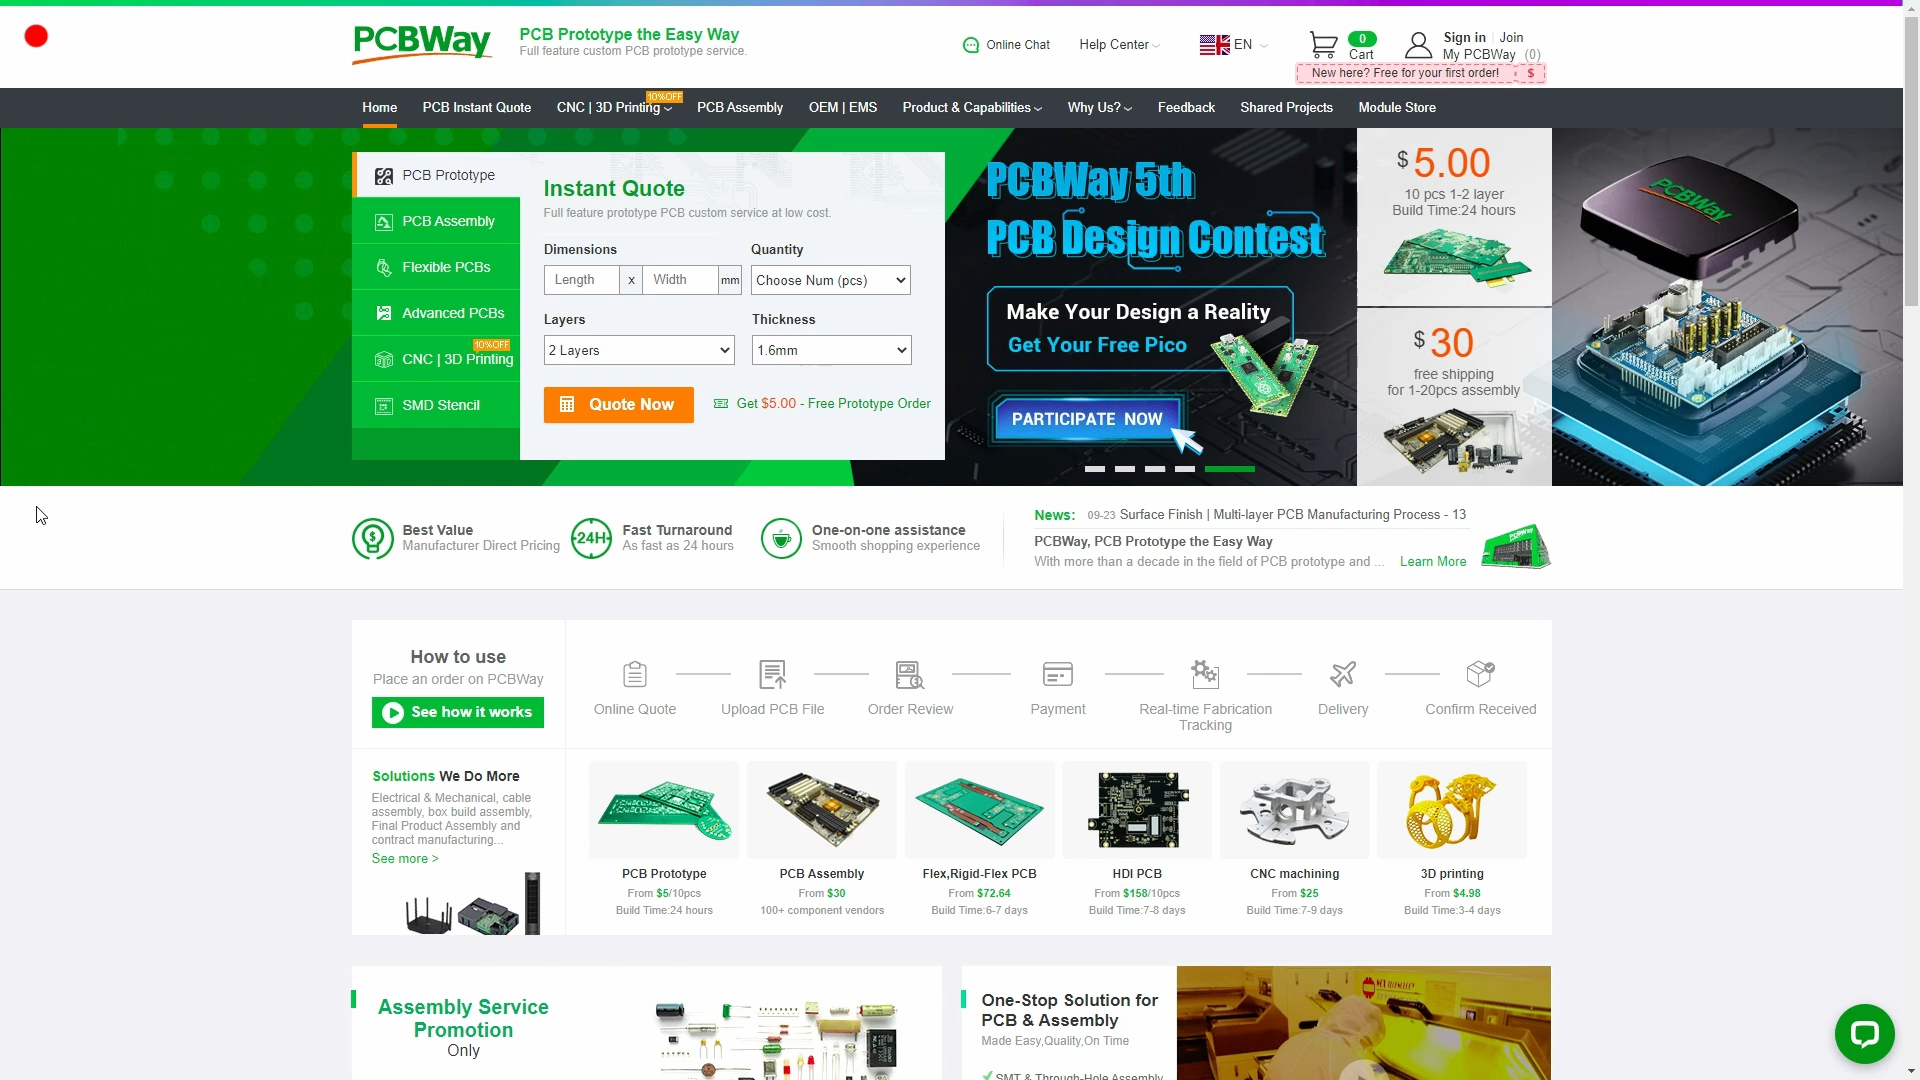 PCBWay
PCB Prototype the Easy Way
Full feature custom PCB prototype service.
Online Chat
Help Center
EN
0
Cart
Sign in
Join
My PCBWay (0)
New here? Free for your first order!
$
Home
PCB Instant Quote
CNC | 3D Printing
10%OFF
PCB Assembly
OEM | EMS
Product & Capabilities
Why Us?
Feedback
Shared Projects
Module Store
PCB Prototype
PCB Assembly
Flexible PCBs
Advanced PCBs
10%OFF
CNC | 3D Printing
SMD Stencil
Instant Quote
Full feature prototype PCB custom service at low cost.
Dimensions
Quantity
Length x Width mm
Choose Num (pcs)
Layers
Thickness
2 Layers
1.6mm
Quote Now
Get $5.00 - Free Prototype Order
PCBWay 5th
PCB Design Contest
Make Your Design a Reality
Get Your Free Pico
PARTICIPATE NOW
$5.00
10 pcs 1-2 layer
Build Time:24 hours
$30
free shipping
for 1-20pcs assembly
PCBWay
Best Value
Manufacturer Direct Pricing
24H
Fast Turnaround
As fast as 24 hours
One-on-one assistance
Smooth shopping experience
News: 09-23 Surface Finish | Multi-layer PCB Manufacturing Process - 13
PCBWay, PCB Prototype the Easy Way
With more than a decade in the field of PCB prototype and ... Learn More
How to use
Place an order on PCBWay
See how it works
Online Quote
Upload PCB File
Order Review
Payment
Real-time Fabrication
Tracking
Delivery
Confirm Received
Solutions We Do More
Electrical & Mechanical, cable
assembly, box build assembly,
Final Product Assembly and
contract manufacturing...
See more >
PCB Prototype
From $5/10pcs
Build Time:24 hours
PCB Assembly
From $30
100+ component vendors
Flex,Rigid-Flex PCB
From $72.64
Build Time:6-7 days
HDI PCB
From $158/10pcs
Build Time:7-8 days
CNC machining
From $25
Build Time:7-9 days
3D printing
From $4.98
Build Time:3-4 days
Assembly Service
Promotion
Only
One-Stop Solution for
PCB & Assembly
Made Easy,Quality,On Time
SMT & Through-Hole Assembly